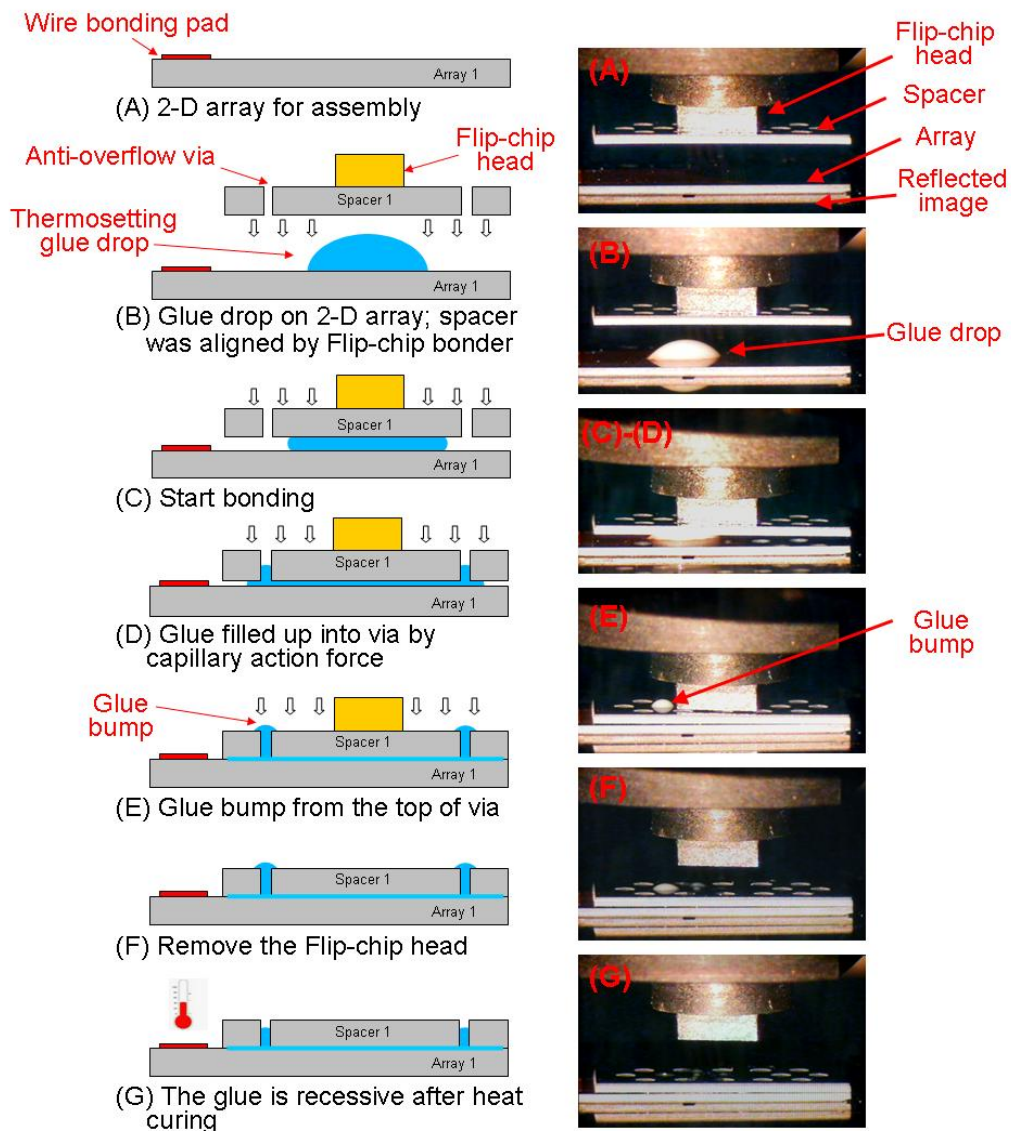 Wire bonding pad
Array 1
(A) 2-D array for assembly
Anti-overflow via
Flip-chip
head
Spacer 1
Thermosetting
glue drop
Array 1
(B) Glue drop on 2-D array; spacer
was aligned by Flip-chip bonder
Spacer 1
Array 1
(C) Start bonding
Spacer 1
Array 1
(D) Glue filled up into via by
capillary action force
Glue
bump
Spacer 1
Array 1
(E) Glue bump from the top of via
Spacer 1
Array 1
(F) Remove the Flip-chip head
Spacer 1
Array 1
(G) The glue is recessive after heat
curing
(A)
Flip-chip
head
Spacer
Array
Reflected
image
(B)
Glue drop
(C)-(D)
(E)
Glue
bump
(F)
(G)